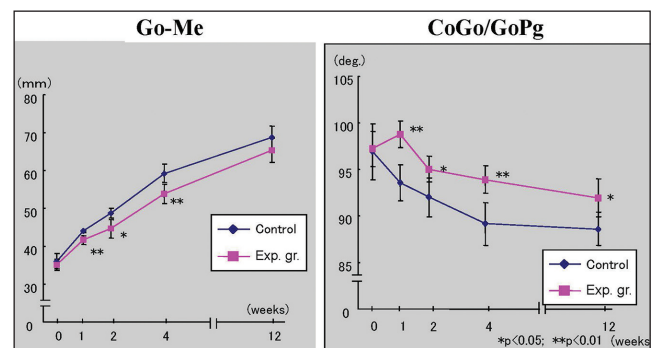 Go-Me
CoGo/GoPg
(mm)
80
70
60
50
40
30
0
**
*
**
Control
Exp. gr.
0 1 2 4 12
(weeks)
(deg.)
105
100
95
90
85
0
**
*
**
*
Control
Exp. gr.
0 1 2 4 12
*p<0.05; **p<0.01 (weeks